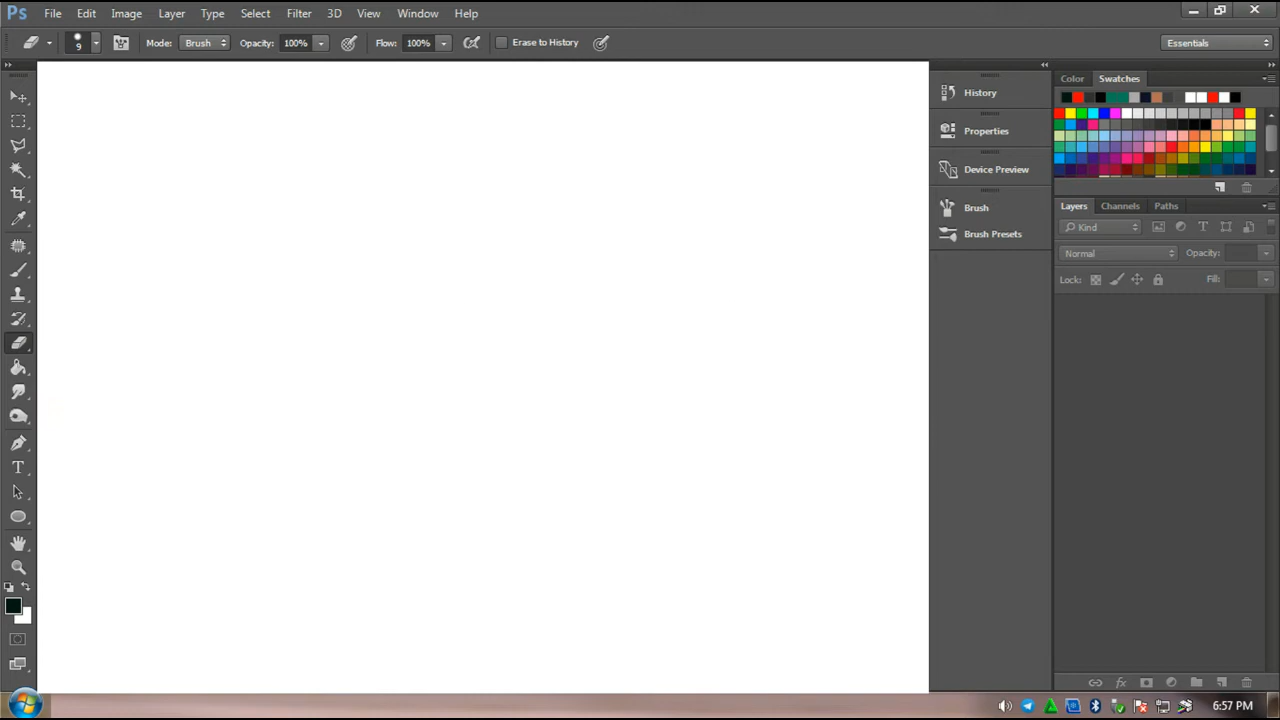 Ps File Edit Image Layer Type Select Filter 3D View Window Help
9 Mode: Brush Opacity: 100% Flow: 100% Erase to History Essentials
History
Properties
Device Preview
Brush
Brush Presets
Color Swatches
Layers Channels Paths
Kind
Normal Opacity:
Lock: Fill:
T
6:57 PM